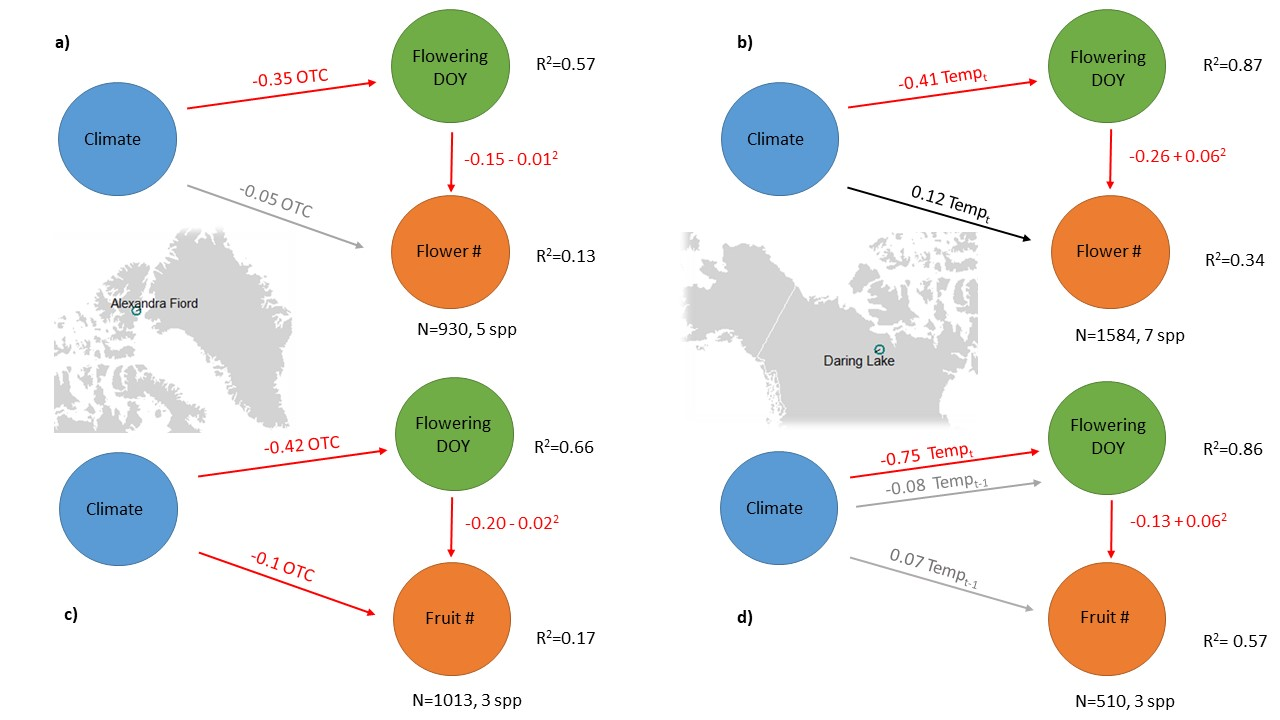 a)
Climate
-0.35 OTC
Flowering
DOY
R²=0.57
-0.15 - 0.01²
-0.05 OTC
Flower #
R²=0.13
N=930, 5 spp
Alexandra Fiord
b)
Climate
-0.41 Tempₜ
Flowering
DOY
R²=0.87
-0.26 + 0.06²
0.12 Tempₜ
Flower #
R²=0.34
N=1584, 7 spp
Daring Lake
Climate
-0.42 OTC
Flowering
DOY
R²=0.66
-0.20 - 0.02²
-0.1 OTC
Fruit #
R²=0.17
c)
N=1013, 3 spp
Climate
-0.75 Tempₜ
-0.08 Tempₜ₋₁
Flowering
DOY
R²=0.86
-0.13 + 0.06²
0.07 Tempₜ₋₁
Fruit #
R²= 0.57
d)
N=510, 3 spp